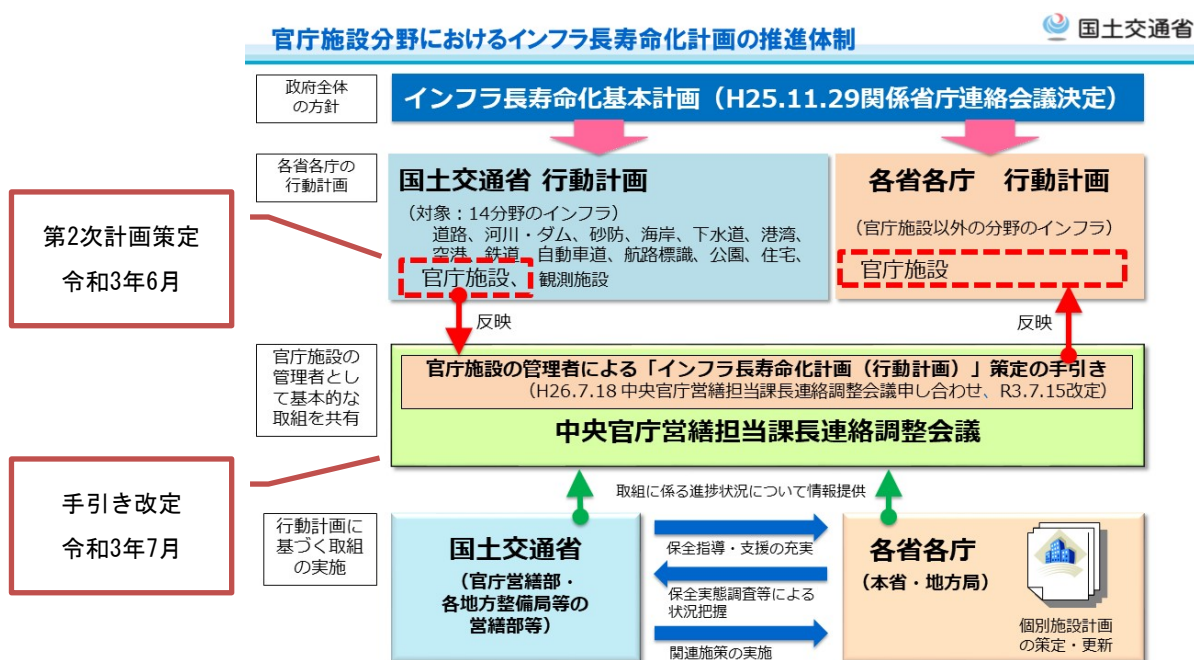 官庁施設分野におけるインフラ長寿命化計画の推進体制
国土交通省
政府全体
の方針
インフラ長寿命化基本計画（H25.11.29関係省庁連絡会議決定）
各省各庁の
行動計画
国土交通省 行動計画
（対象：14分野のインフラ）
道路、河川・ダム、砂防、海岸、下水道、港湾、
空港、鉄道、自動車道、航路標識、公園、住宅、
官庁施設、観測施設
各省各庁　行動計画
（官庁施設以外の分野のインフラ）
官庁施設
第2次計画策定
令和3年6月
反映
反映
官庁施設の
管理者とし
て基本的な
取組を共有
官庁施設の管理者による「インフラ長寿命化計画（行動計画）」策定の手引き
（H26.7.18 中央官庁営繕担当課長連絡調整会議申し合わせ、R3.7.15改定）
中央官庁営繕担当課長連絡調整会議
手引き改定
令和3年7月
取組に係る進捗状況について情報提供
行動計画に
基づく取組
の実施
国土交通省
（官庁営繕部・
各地方整備局等の
営繕部等）
保全指導・支援の充実
保全実態調査等による
状況把握
関連施策の実施
各省各庁
（本省・地方局）
個別施設計画
の策定・更新